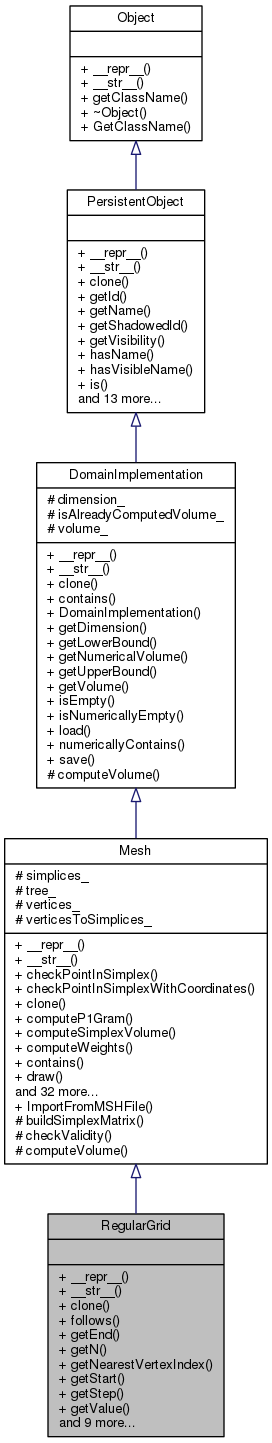 Object
+ __repr__()
+ __str__()
+ getClassName()
+ ~Object()
+ GetClassName()
PersistentObject
+ __repr__()
+ __str__()
+ clone()
+ getId()
+ getName()
+ getShadowedId()
+ getVisibility()
+ hasName()
+ hasVisibleName()
+ is()
and 13 more...
DomainImplementation
# dimension_
# isAlreadyComputedVolume_
# volume_
+ __repr__()
+ __str__()
+ clone()
+ contains()
+ DomainImplementation()
+ getDimension()
+ getLowerBound()
+ getNumericalVolume()
+ getUpperBound()
+ getVolume()
+ isEmpty()
+ isNumericallyEmpty()
+ load()
+ numericallyContains()
+ save()
# computeVolume()
Mesh
# simplices_
# tree_
# vertices_
# verticesToSimplices_
+ __repr__()
+ __str__()
+ checkPointInSimplex()
+ checkPointInSimplexWithCoordinates()
+ clone()
+ computeP1Gram()
+ computeSimplexVolume()
+ computeWeights()
+ contains()
+ draw()
and 32 more...
+ ImportFromMSHFile()
# buildSimplexMatrix()
# checkValidity()
# computeVolume()
RegularGrid
+ __repr__()
+ __str__()
+ clone()
+ follows()
+ getEnd()
+ getN()
+ getNearestVertexIndex()
+ getStart()
+ getStep()
+ getValue()
and 9 more...